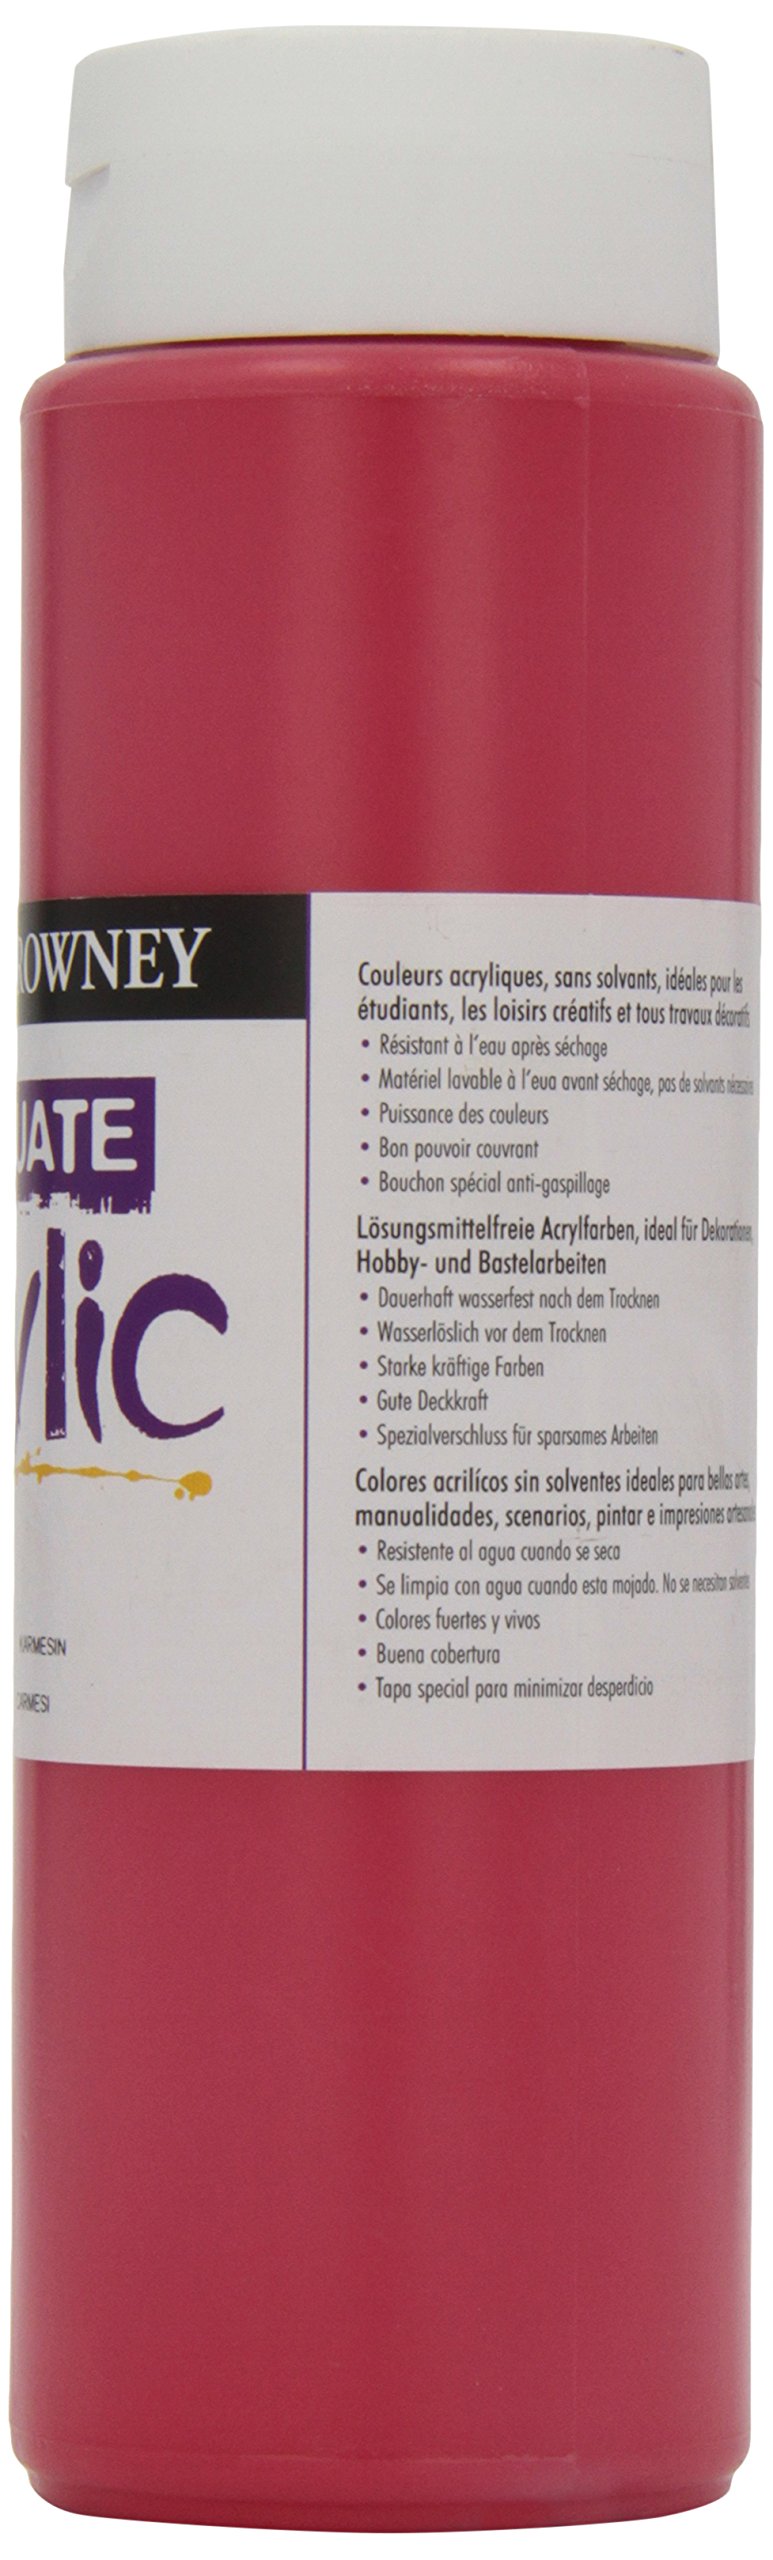 ROWNEY
UATE
ylic
KARMESIN
CARMESI
Couleurs acryliques, sans solvants, idéales pour les
étudiants, les loisirs créatifs et tous travaux décoratifs
• Résistant à l'eau après séchage
• Matériel lavable à l'eua avant séchage, pas de solvants nécessaires
• Puissance des couleurs
• Bon pouvoir couvrant
• Bouchon spécial anti-gaspillage
Lösungsmittelfreie Acrylfarben, ideal für Dekorationen,
Hobby- und Bastelarbeiten
• Dauerhaft wasserfest nach dem Trocknen
• Wasserlöslich vor dem Trocknen
• Starke kräftige Farben
• Gute Deckkraft
• Spezialverschluss für sparsames Arbeiten
Colores acrilícos sin solventes ideales para bellas artes,
manualidades, scenarios, pintar e impresiones
• Resistente al agua cuando se seca
• Se limpia con agua cuando esta mojado. No se necesitan solventes
• Colores fuertes y vivos
• Buena cobertura
• Tapa special para minimizar desperdicio